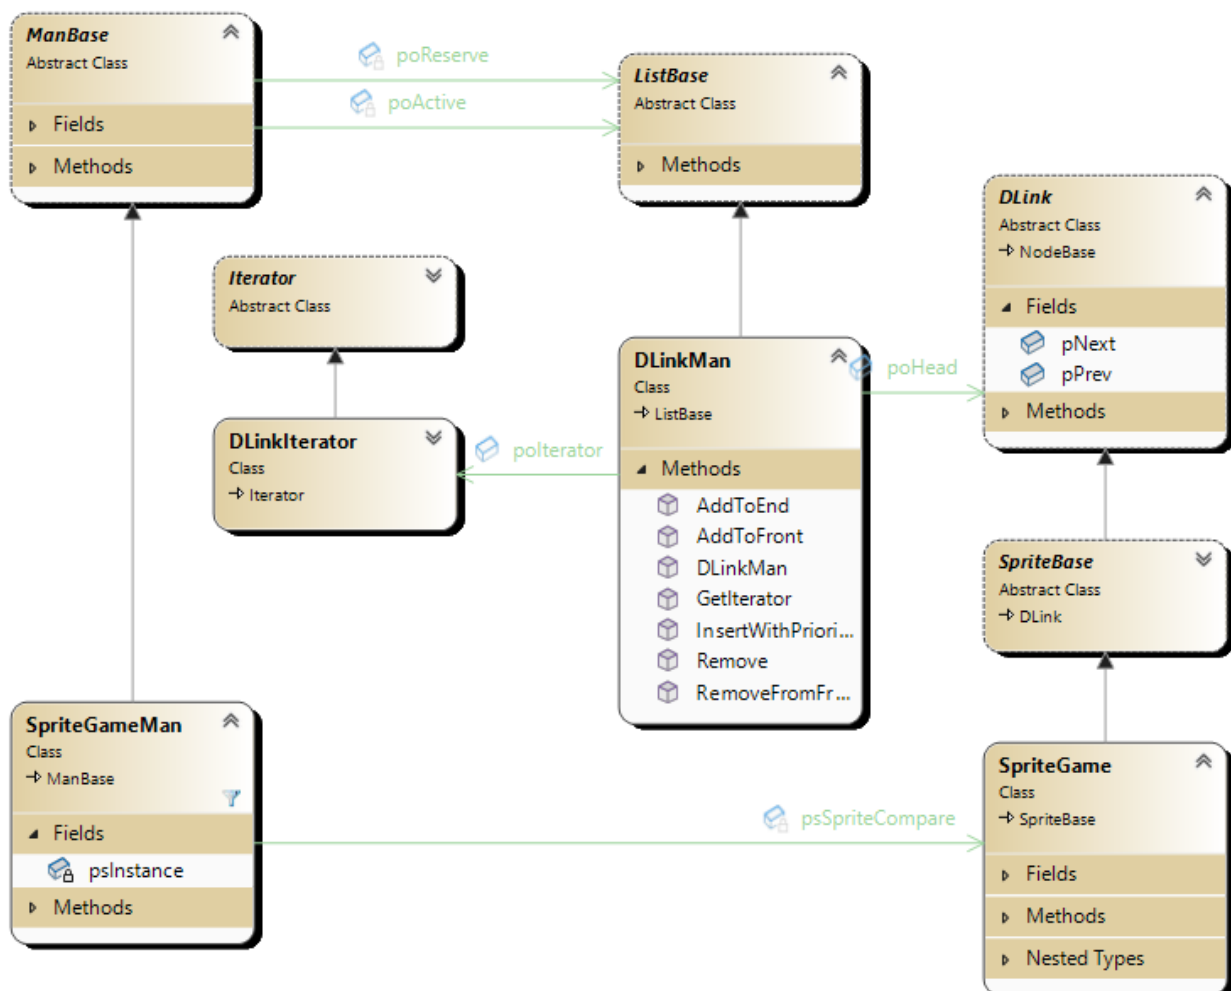 ManBase
Abstract Class
Fields
Methods
poReserve
poActive
ListBase
Abstract Class
Methods
DLink
Abstract Class
NodeBase
Fields
pNext
pPrev
Methods
Iterator
Abstract Class
DLinkIterator
Class
Iterator
poIterator
DLinkMan
Class
ListBase
Methods
AddToEnd
AddToFront
DLinkMan
GetIterator
InsertWithPriori...
Remove
RemoveFromFr...
poHead
SpriteBase
Abstract Class
DLink
SpriteGameMan
Class
ManBase
Fields
psInstance
Methods
psSpriteCompare
SpriteGame
Class
SpriteBase
Fields
Methods
Nested Types